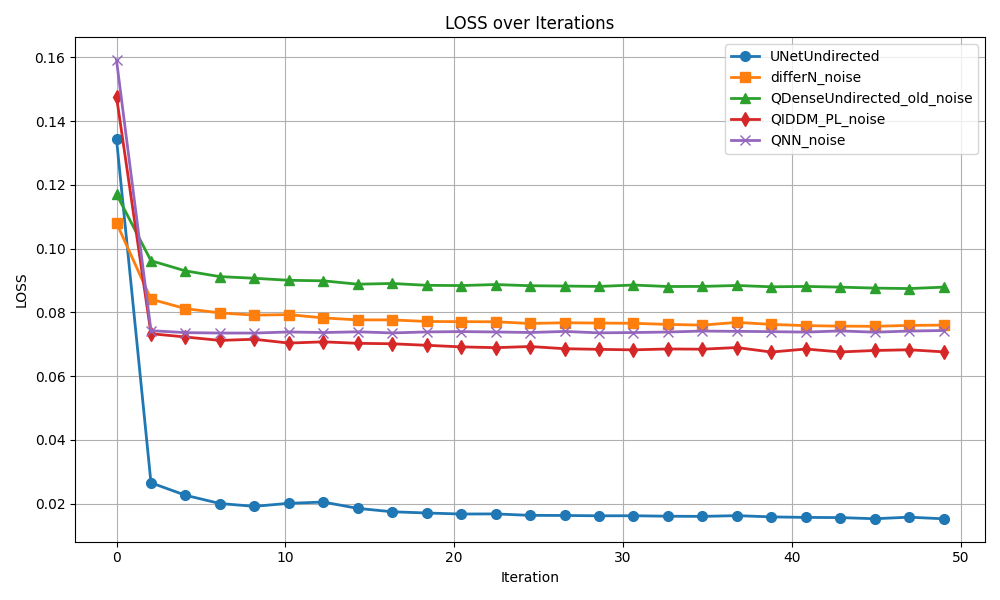 LOSS over Iterations
UNetUndirected
differN_noise
QDenseUndirected_old_noise
QIDDM_PL_noise
QNN_noise
LOSS
0.16
0.14
0.12
0.10
0.08
0.06
0.04
0.02
0 10 20 30 40 50
Iteration